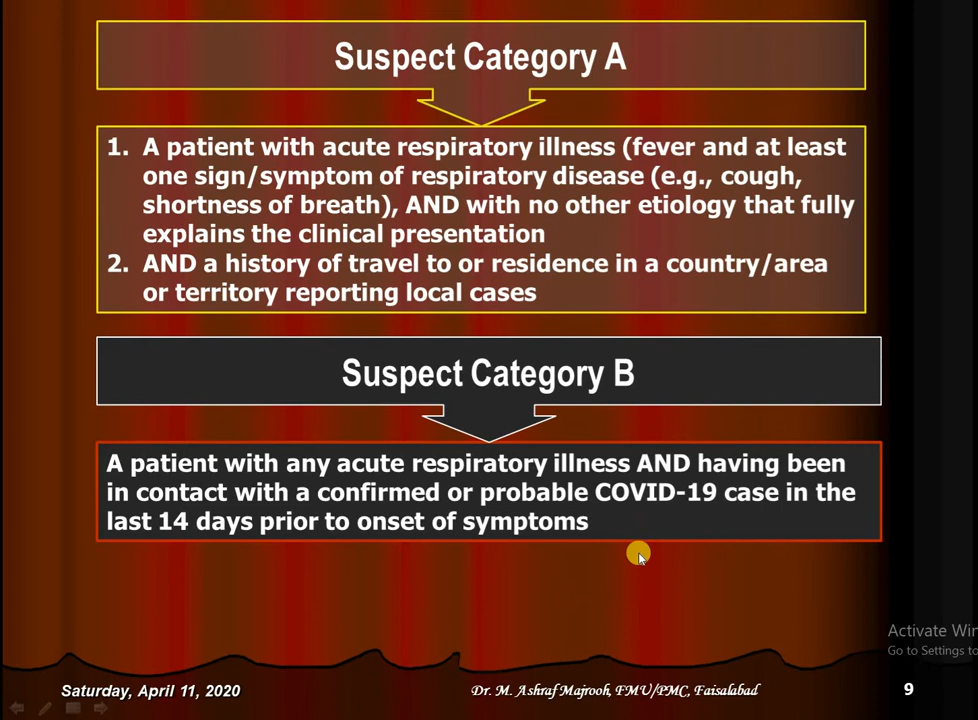 Suspect Category A
1. A patient with acute respiratory illness (fever and at least
one sign/symptom of respiratory disease (e.g., cough,
shortness of breath), AND with no other etiology that fully
explains the clinical presentation
2. AND a history of travel to or residence in a country/area
or territory reporting local cases
Suspect Category B
A patient with any acute respiratory illness AND having been
in contact with a confirmed or probable COVID-19 case in the
last 14 days prior to onset of symptoms
Activate Win
Go to Settings to
Saturday, April 11, 2020
Dr. M. Ashraf Majrooh, FMU/PMC, Faisalabad
9